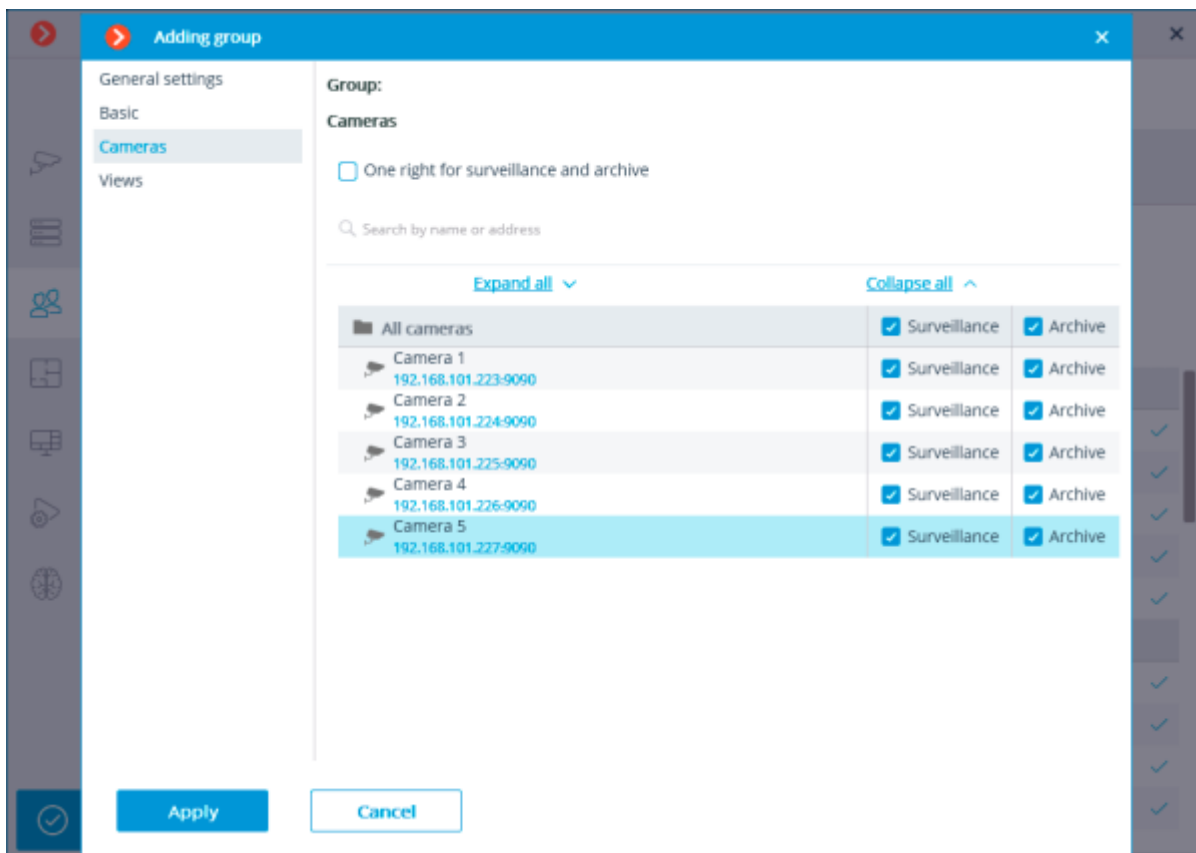 Adding group
General settings
Basic
Cameras
Views
Group:
Cameras
One right for surveillance and archive
Search by name or address
Expand all
Collapse all
All cameras Surveillance Archive
Camera 1
192.168.101.223:9090 Surveillance Archive
Camera 2
192.168.101.224:9090 Surveillance Archive
Camera 3
192.168.101.225:9090 Surveillance Archive
Camera 4
192.168.101.226:9090 Surveillance Archive
Camera 5
192.168.101.227:9090 Surveillance Archive
Apply
Cancel